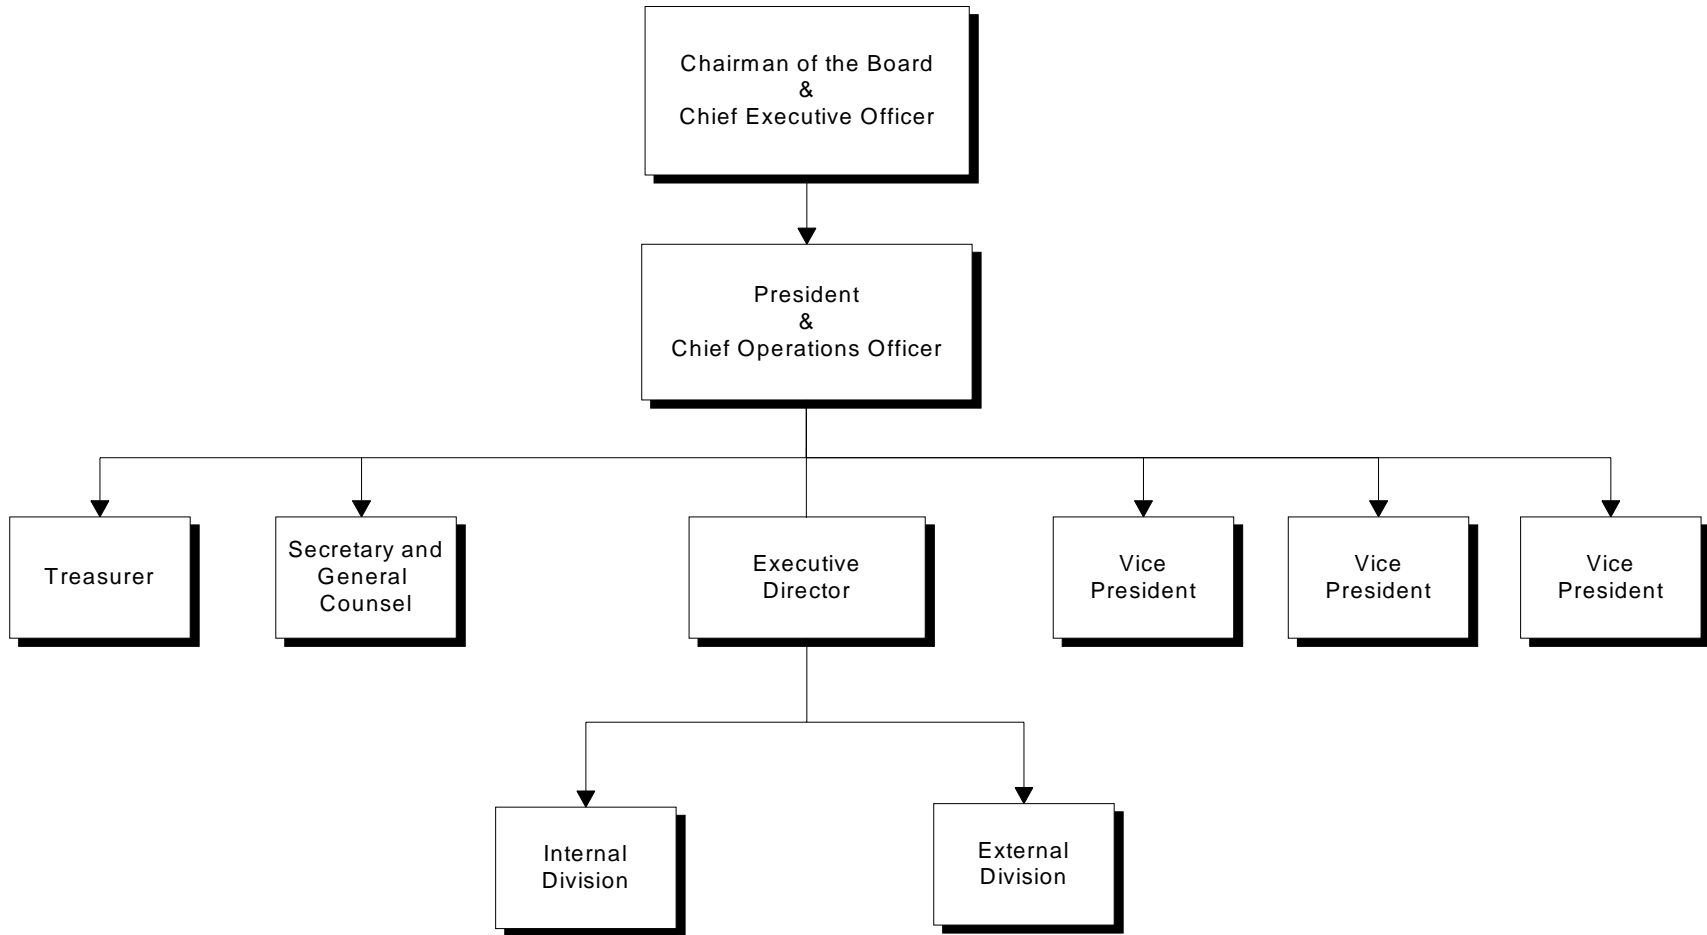 Chairman of the Board
&
Chief Executive Officer
President
&
Chief Operations Officer
Treasurer
Secretary and
General
Counsel
Executive
Director
Vice
President
Vice
President
Vice
President
Internal
Division
External
Division